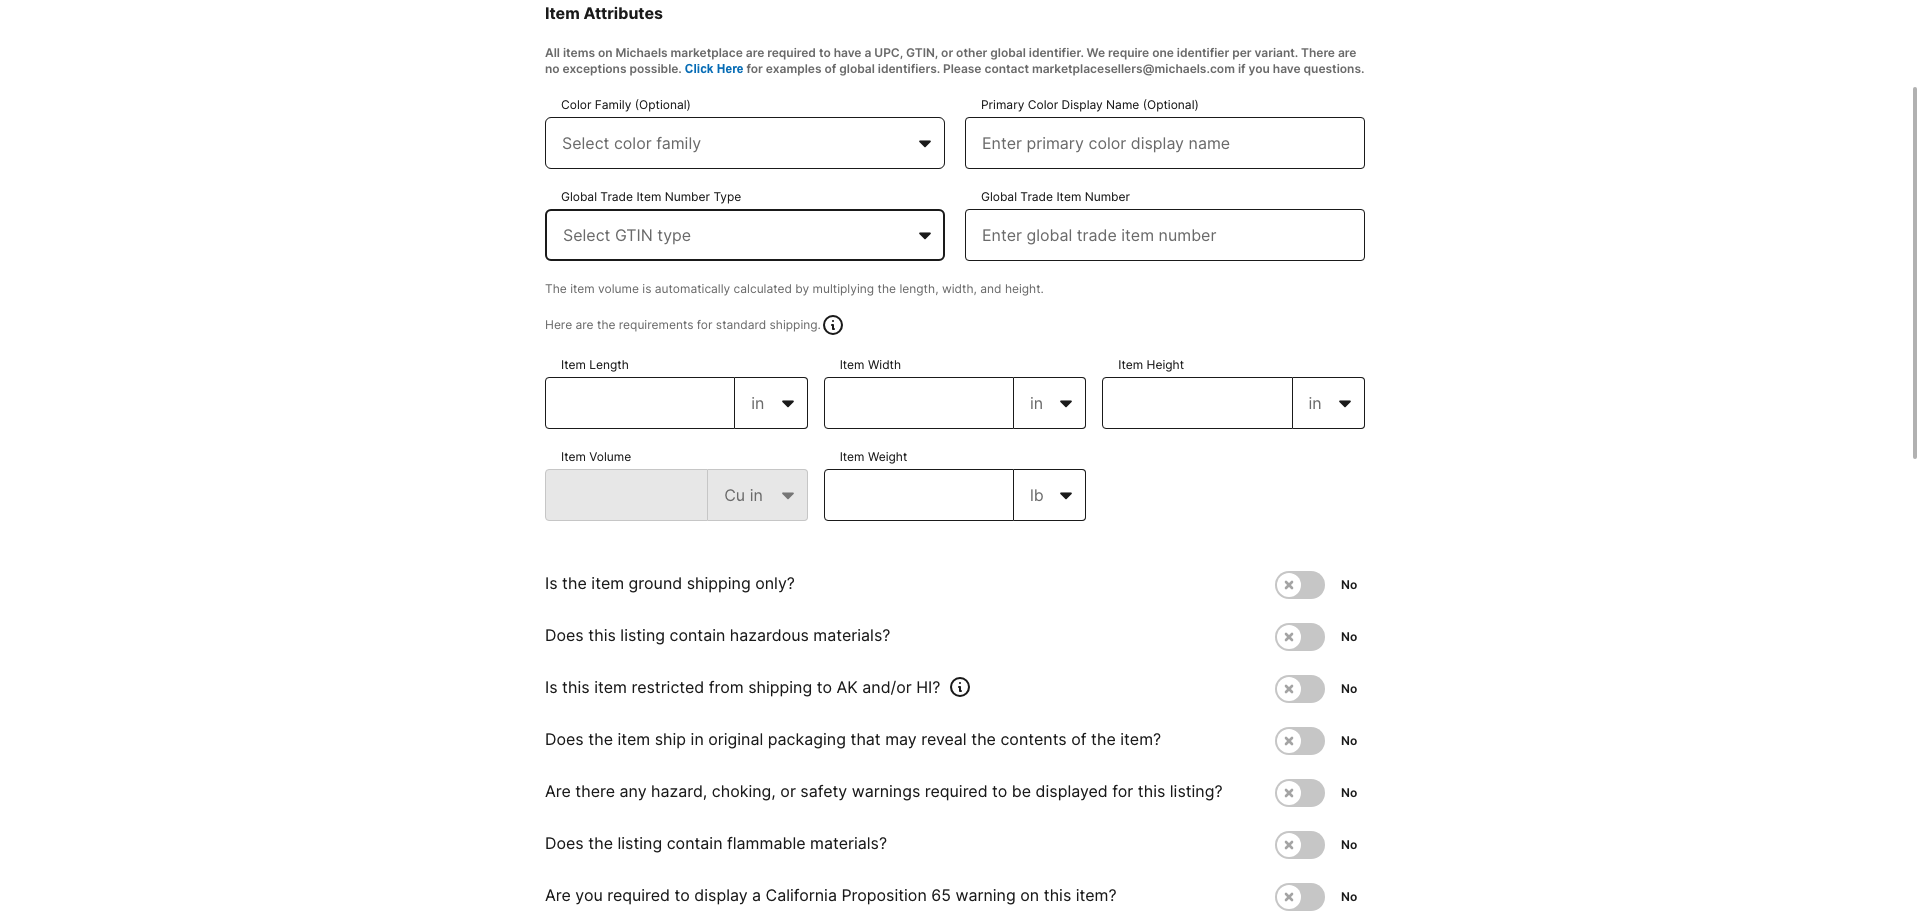 Item Attributes
All items on Michaels marketplace are required to have a UPC, GTIN, or other global identifier. We require one identifier per variant. There are
no exceptions possible. Click Here for examples of global identifiers. Please contact marketplacesellers@michaels.com if you have questions.
Color Family (Optional)
Primary Color Display Name (Optional)
Select color family
Enter primary color display name
Global Trade Item Number Type
Global Trade Item Number
Select GTIN type
Enter global trade item number
The item volume is automatically calculated by multiplying the length, width, and height.
Here are the requirements for standard shipping.
Item Length
Item Width
Item Height
in
in
in
Item Volume
Item Weight
Cu in
lb
Is the item ground shipping only?
No
Does this listing contain hazardous materials?
No
Is this item restricted from shipping to AK and/or HI?
No
Does the item ship in original packaging that may reveal the contents of the item?
No
Are there any hazard, choking, or safety warnings required to be displayed for this listing?
No
Does the listing contain flammable materials?
No
Are you required to display a California Proposition 65 warning on this item?
No